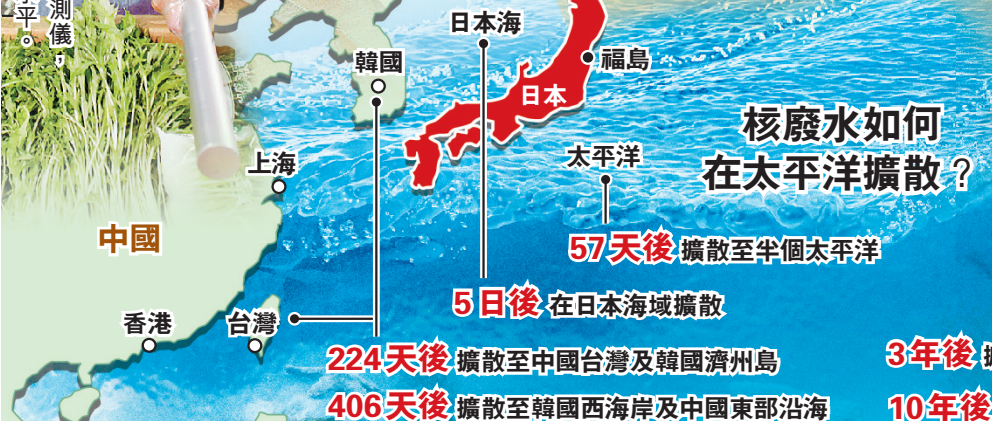 測儀，
平。
日本海
福島
韓國
日本
核廢水如何
在太平洋擴散？
太平洋
上海
中國
57天後 擴散至半個太平洋
5日後 在日本海域擴散
香港
台灣
224天後 擴散至中國台灣及韓國濟州島
3年後
406天後 擴散至韓國西海岸及中國東部沿海
10年後